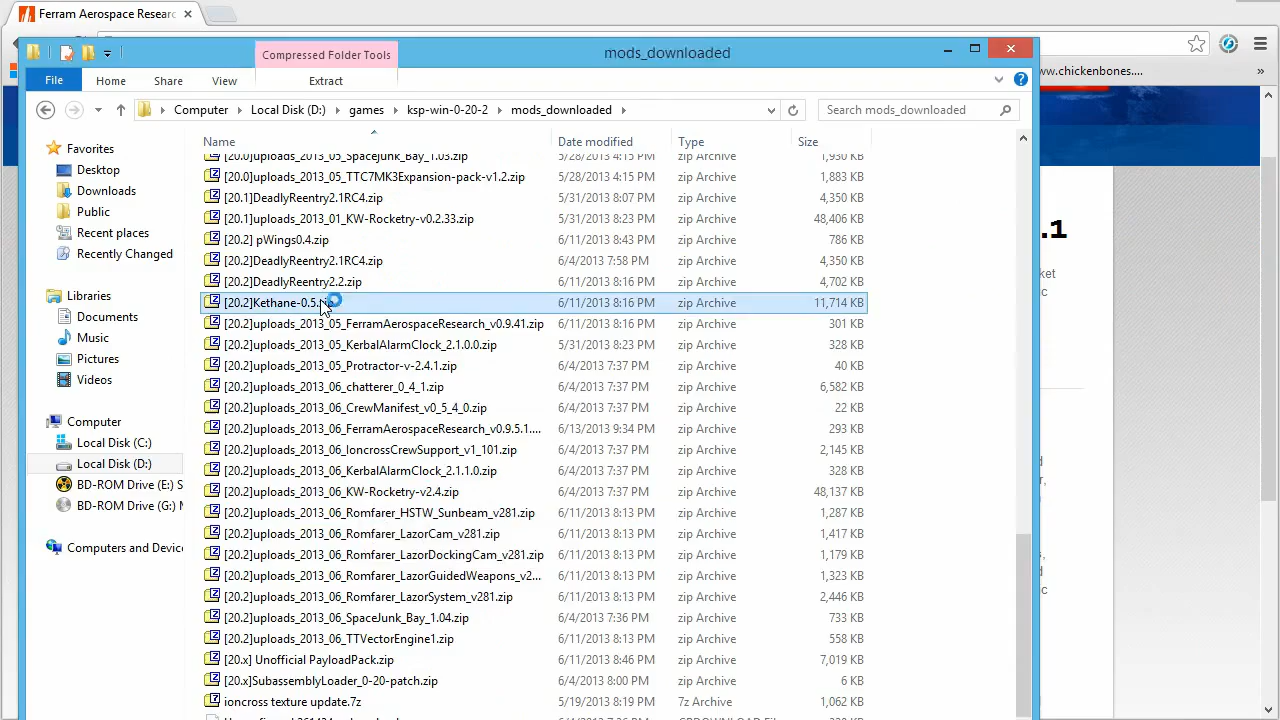 Ferram Aerospace Researc
Compressed Folder Tools
mods_downloaded
File
Home
Share
View
Extract
www.chickenbones....
»
Computer
Local Disk (D:)
games
ksp-win-0-20-2
mods_downloaded
Search mods_downloaded
Name
Date modified
Type
Size
Favorites
Desktop
Downloads
Public
Recent places
Recently Changed
Libraries
Documents
Music
Pictures
Videos
Computer
Local Disk (C:)
Local Disk (D:)
BD-ROM Drive (E:) S
BD-ROM Drive (G:) M
Computers and Device
[20.0]uploads_2013_05_SpaceJunk_Bay_1.03.zip 5/28/2013 4:15 PM zip Archive 1,930 KB
[20.0]uploads_2013_05_TTC7MK3Expansion-pack-v1.2.zip 5/28/2013 4:15 PM zip Archive 1,883 KB
[20.1]DeadlyReentry2.1RC4.zip 5/31/2013 8:07 PM zip Archive 4,350 KB
[20.1]uploads_2013_01_KW-Rocketry-v0.2.33.zip 5/31/2013 8:23 PM zip Archive 48,406 KB
[20.2] pWings0.4.zip 6/11/2013 8:43 PM zip Archive 786 KB
[20.2]DeadlyReentry2.1RC4.zip 6/4/2013 7:58 PM zip Archive 4,350 KB
[20.2]DeadlyReentry2.2.zip 6/11/2013 8:16 PM zip Archive 4,702 KB
[20.2]Kethane-0.5.zip 6/11/2013 8:16 PM zip Archive 11,714 KB
[20.2]uploads_2013_05_FerramAerospaceResearch_v0.9.41.zip 6/11/2013 8:16 PM zip Archive 301 KB
[20.2]uploads_2013_05_KerbalAlarmClock_2.1.0.0.zip 5/31/2013 8:23 PM zip Archive 328 KB
[20.2]uploads_2013_05_Protractor-v-2.4.1.zip 6/4/2013 7:37 PM zip Archive 40 KB
[20.2]uploads_2013_06_chatterer_0_4_1.zip 6/4/2013 7:37 PM zip Archive 6,582 KB
[20.2]uploads_2013_06_CrewManifest_v0_5_4_0.zip 6/4/2013 7:37 PM zip Archive 22 KB
[20.2]uploads_2013_06_FerramAerospaceResearch_v0.9.5.1.... 6/13/2013 9:34 PM zip Archive 293 KB
[20.2]uploads_2013_06_IoncrossCrewSupport_v1_101.zip 6/4/2013 7:37 PM zip Archive 2,145 KB
[20.2]uploads_2013_06_KerbalAlarmClock_2.1.1.0.zip 6/4/2013 7:37 PM zip Archive 328 KB
[20.2]uploads_2013_06_KW-Rocketry-v2.4.zip 6/4/2013 7:37 PM zip Archive 48,137 KB
[20.2]uploads_2013_06_Romfarer_HSTW_Sunbeam_v281.zip 6/11/2013 8:13 PM zip Archive 1,287 KB
[20.2]uploads_2013_06_Romfarer_LazorCam_v281.zip 6/11/2013 8:13 PM zip Archive 1,417 KB
[20.2]uploads_2013_06_Romfarer_LazorDockingCam_v281.zip 6/11/2013 8:13 PM zip Archive 1,179 KB
[20.2]uploads_2013_06_Romfarer_LazorGuidedWeapons_v2... 6/11/2013 8:13 PM zip Archive 1,323 KB
[20.2]uploads_2013_06_Romfarer_LazorSystem_v281.zip 6/11/2013 8:13 PM zip Archive 2,446 KB
[20.2]uploads_2013_06_SpaceJunk_Bay_1.04.zip 6/4/2013 7:36 PM zip Archive 733 KB
[20.2]uploads_2013_06_TTVectorEngine1.zip 6/11/2013 8:13 PM zip Archive 558 KB
[20.x] Unofficial PayloadPack.zip 6/11/2013 8:46 PM zip Archive 7,019 KB
[20.x]SubassemblyLoader_0-20-patch.zip 6/4/2013 8:00 PM zip Archive 6 KB
ioncross texture update.7z 5/19/2013 8:19 PM 7z Archive 1,062 KB
.1